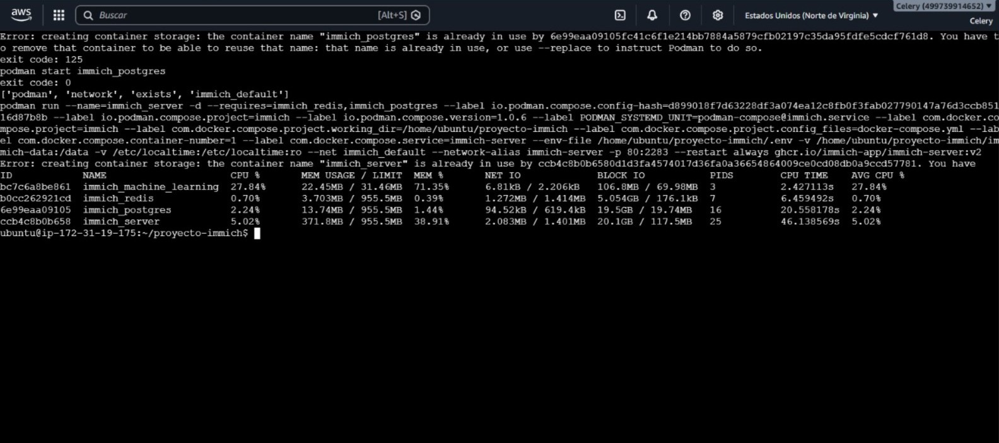 aws
Buscar
[Alt+S]
Estados Unidos (Norte de Virginia) ▼
Celery (499739914652) ▼
Celery
Error: creating container storage: the container name "immich_postgres" is already in use by 6e99eaa09105fc41c6f1e214bb7884a5879cfb02197c35da95fdfe5cdcf761d8. You have t
o remove that container to be able to reuse that name: that name is already in use, or use --replace to instruct Podman to do so.
exit code: 125
podman start immich_postgres
exit code: 0
['podman', 'network', 'exists', 'immich_default']
podman run --name=immich_server -d --requires=immich_redis,immich_postgres --label io.podman.compose.config-hash=d899018f7d63228df3a074ea12c8fb0f3fab027790147a76d3ccb851
16d87b8b --label io.podman.compose.project=immich --label io.podman.compose.version=1.0.6 --label PODMAN_SYSTEMD_UNIT=podman-compose@immich.service --label com.docker.co
mpose.project=immich --label com.docker.compose.project.working_dir=/home/ubuntu/proyecto-immich --label com.docker.compose.project.config_files=docker-compose.yml --lab
el com.docker.compose.container-number=1 --label com.docker.compose.service=immich-server --env-file /home/ubuntu/proyecto-immich/.env -v /home/ubuntu/proyecto-immich/im
mich-data:/data -v /etc/localtime:/etc/localtime:ro --net immich_default --network-alias immich-server -p 80:2283 --restart always ghcr.io/immich-app/immich-server:v2
Error: creating container storage: the container name "immich_server" is already in use by ccb4c8b0b6580d1d3fa4574017d36fa0a36654864009ce0cd08db0a9ccd57781. You have
ID NAME CPU % MEM USAGE / LIMIT MEM % NET IO BLOCK IO PIDS CPU TIME AVG CPU %
bc7c6a8be861 immich_machine_learning 27.84% 22.45MB / 31.46MB 71.35% 6.81kB / 2.206kB 106.8MB / 69.98MB 3 2.427113s 27.84%
b0cc262921cd immich_redis 0.70% 3.703MB / 955.5MB 0.39% 1.272MB / 1.414MB 5.054GB / 176.1kB 7 6.459492s 0.70%
6e99eaa09105 immich_postgres 2.24% 13.74MB / 955.5MB 1.44% 94.52kB / 619.4kB 19.5GB / 19.74MB 16 20.558178s 2.24%
ccb4c8b0b658 immich_server 5.02% 371.8MB / 955.5MB 38.91% 2.083MB / 1.401MB 20.1GB / 117.5MB 25 46.138569s 5.02%
ubuntu@ip-172-31-19-175:~/proyecto-immich$